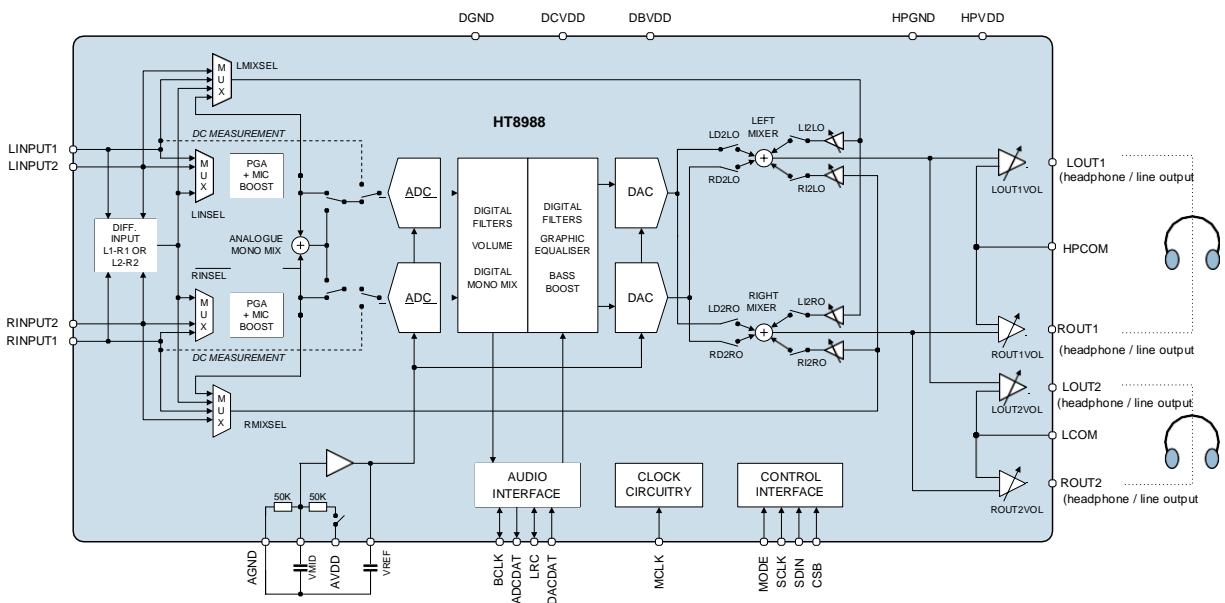 DGND
DCVDD
DBVDD
HPGND
HPVDD
MUX
LMIXSEL
HT8988
DC MEASUREMENT
LINPUT1
LINPUT2
MUX
LINSEL
PGA
+ MIC
BOOST
DIFF.
INPUT
L1-R1 OR
L2-R2
ANALOGUE
MONO MIX
RINSEL
MUX
PGA
+ MIC
BOOST
RINPUT2
RINPUT1
DC MEASUREMENT
MUX
RMIXSEL
ADC
ADC
DIGITAL
FILTERS
VOLUME
DIGITAL
MONO MIX
DIGITAL
FILTERS
GRAPHIC
EQUALISER
BASS
BOOST
DAC
DAC
LD2LO
RD2LO
LEFT
MIXER
LI2LO
RI2LO
LD2RO
RD2RO
RIGHT
MIXER
LI2RO
RI2RO
LOUT1VOL
LOUT1
(headphone / line output
HPCOM
ROUT1VOL
ROUT1
(headphone / line output
LOUT2VOL
LOUT2
(headphone / line output
LCOM
ROUT2VOL
ROUT2
(headphone / line output
50K
50K
AUDIO
INTERFACE
CLOCK
CIRCUITRY
CONTROL
INTERFACE
AGND
VMID
AVDD
VREF
BCLK
ADCDAT
LRC
DACDAT
MCLK
MODE
SCLK
SDIN
CSB